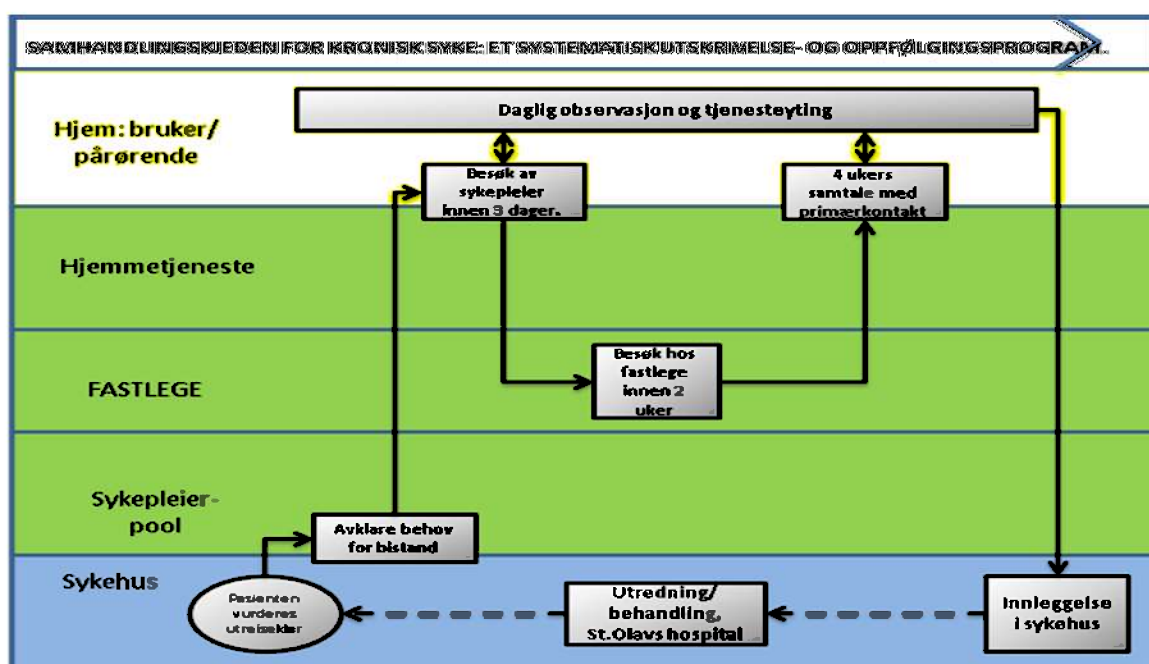 SAMHANDLINGSKJEDEN FOR KRONISK SYKE: ET SYSTEMATISK UTSKRIMELSE- OG OPPFØLGINGSPROGRAM.
Hjem: bruker/
pårørende
Daglig observasjon og tjenesteyting
Besøk av
sykepleier
innen 3 dager.
4 ukers
samtale med
primærkontakt
Hjemmetjeneste
FASTLEGE
Besøk hos
fastlege
innen 2
uker
Sykepleier-
pool
Avklare behov
for bistand
Sykehus
Pasienten
vurderes
utreiseklar
Utredning/
behandling,
St.Olavs hospital
Innleggelse
i sykehus